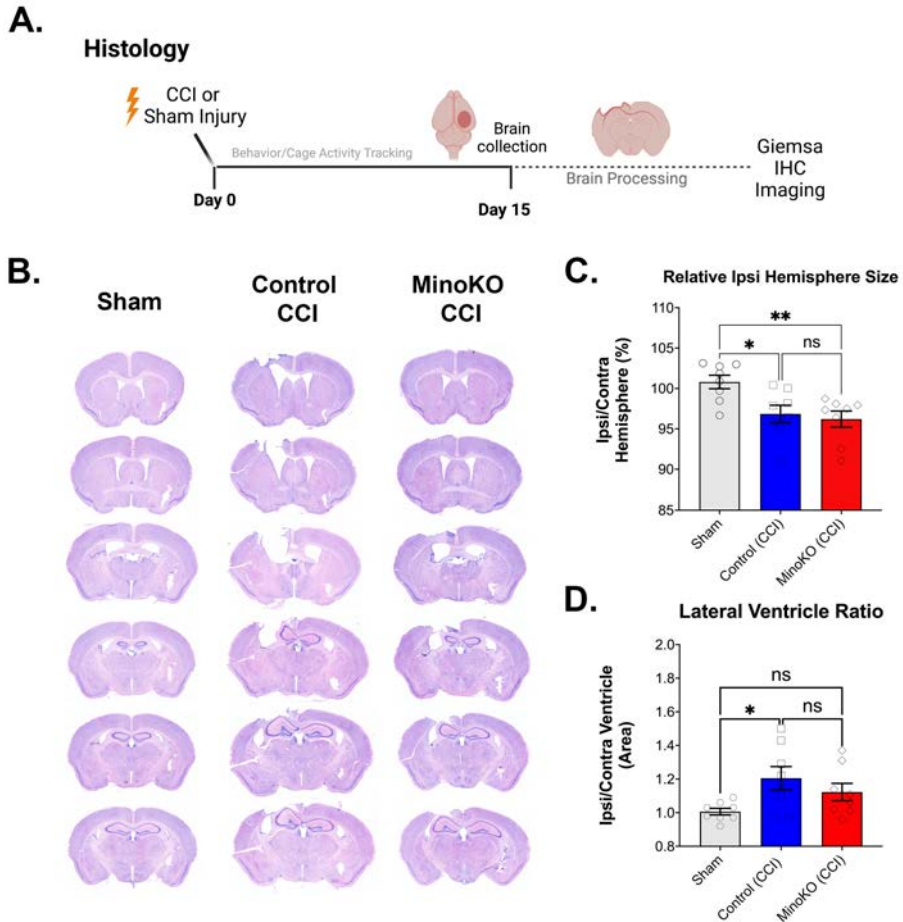 A.
Histology
CCI or
Sham Injury
Behavior/Cage Activity Tracking
Brain
collection
Brain Processing
Giemsa
IHC
Imaging
Day 0
Day 15
B.
Sham
Control
CCI
MinoKO
CCI
C.
Relative Ipsi Hemisphere Size
Ipsi/Contra
Hemisphere (%)
110
105
100
95
90
85
**
*
ns
Sham
Control (CCI)
MinoKO (CCI)
D.
Lateral Ventricle Ratio
Ipsi/Contra Ventricle
(Area)
2.0
1.8
1.6
1.4
1.2
1.0
0.8
ns
*
ns
Sham
Control (CCI)
MinoKO (CCI)